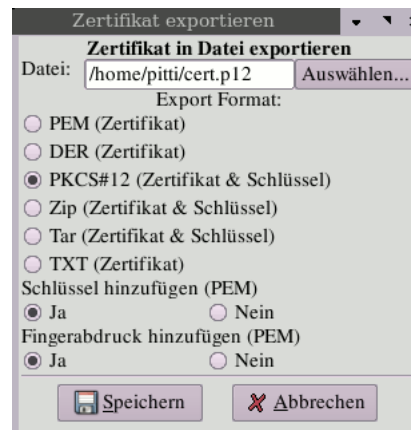 Zertifikat exportieren
Zertifikat in Datei exportieren
Datei: /home/pitti/cert.p12 Auswählen...
Export Format:
PEM (Zertifikat)
DER (Zertifikat)
PKCS#12 (Zertifikat & Schlüssel)
Zip (Zertifikat & Schlüssel)
Tar (Zertifikat & Schlüssel)
TXT (Zertifikat)
Schlüssel hinzufügen (PEM)
Ja Nein
Fingerabdruck hinzufügen (PEM)
Ja Nein
Speichern Abbrechen